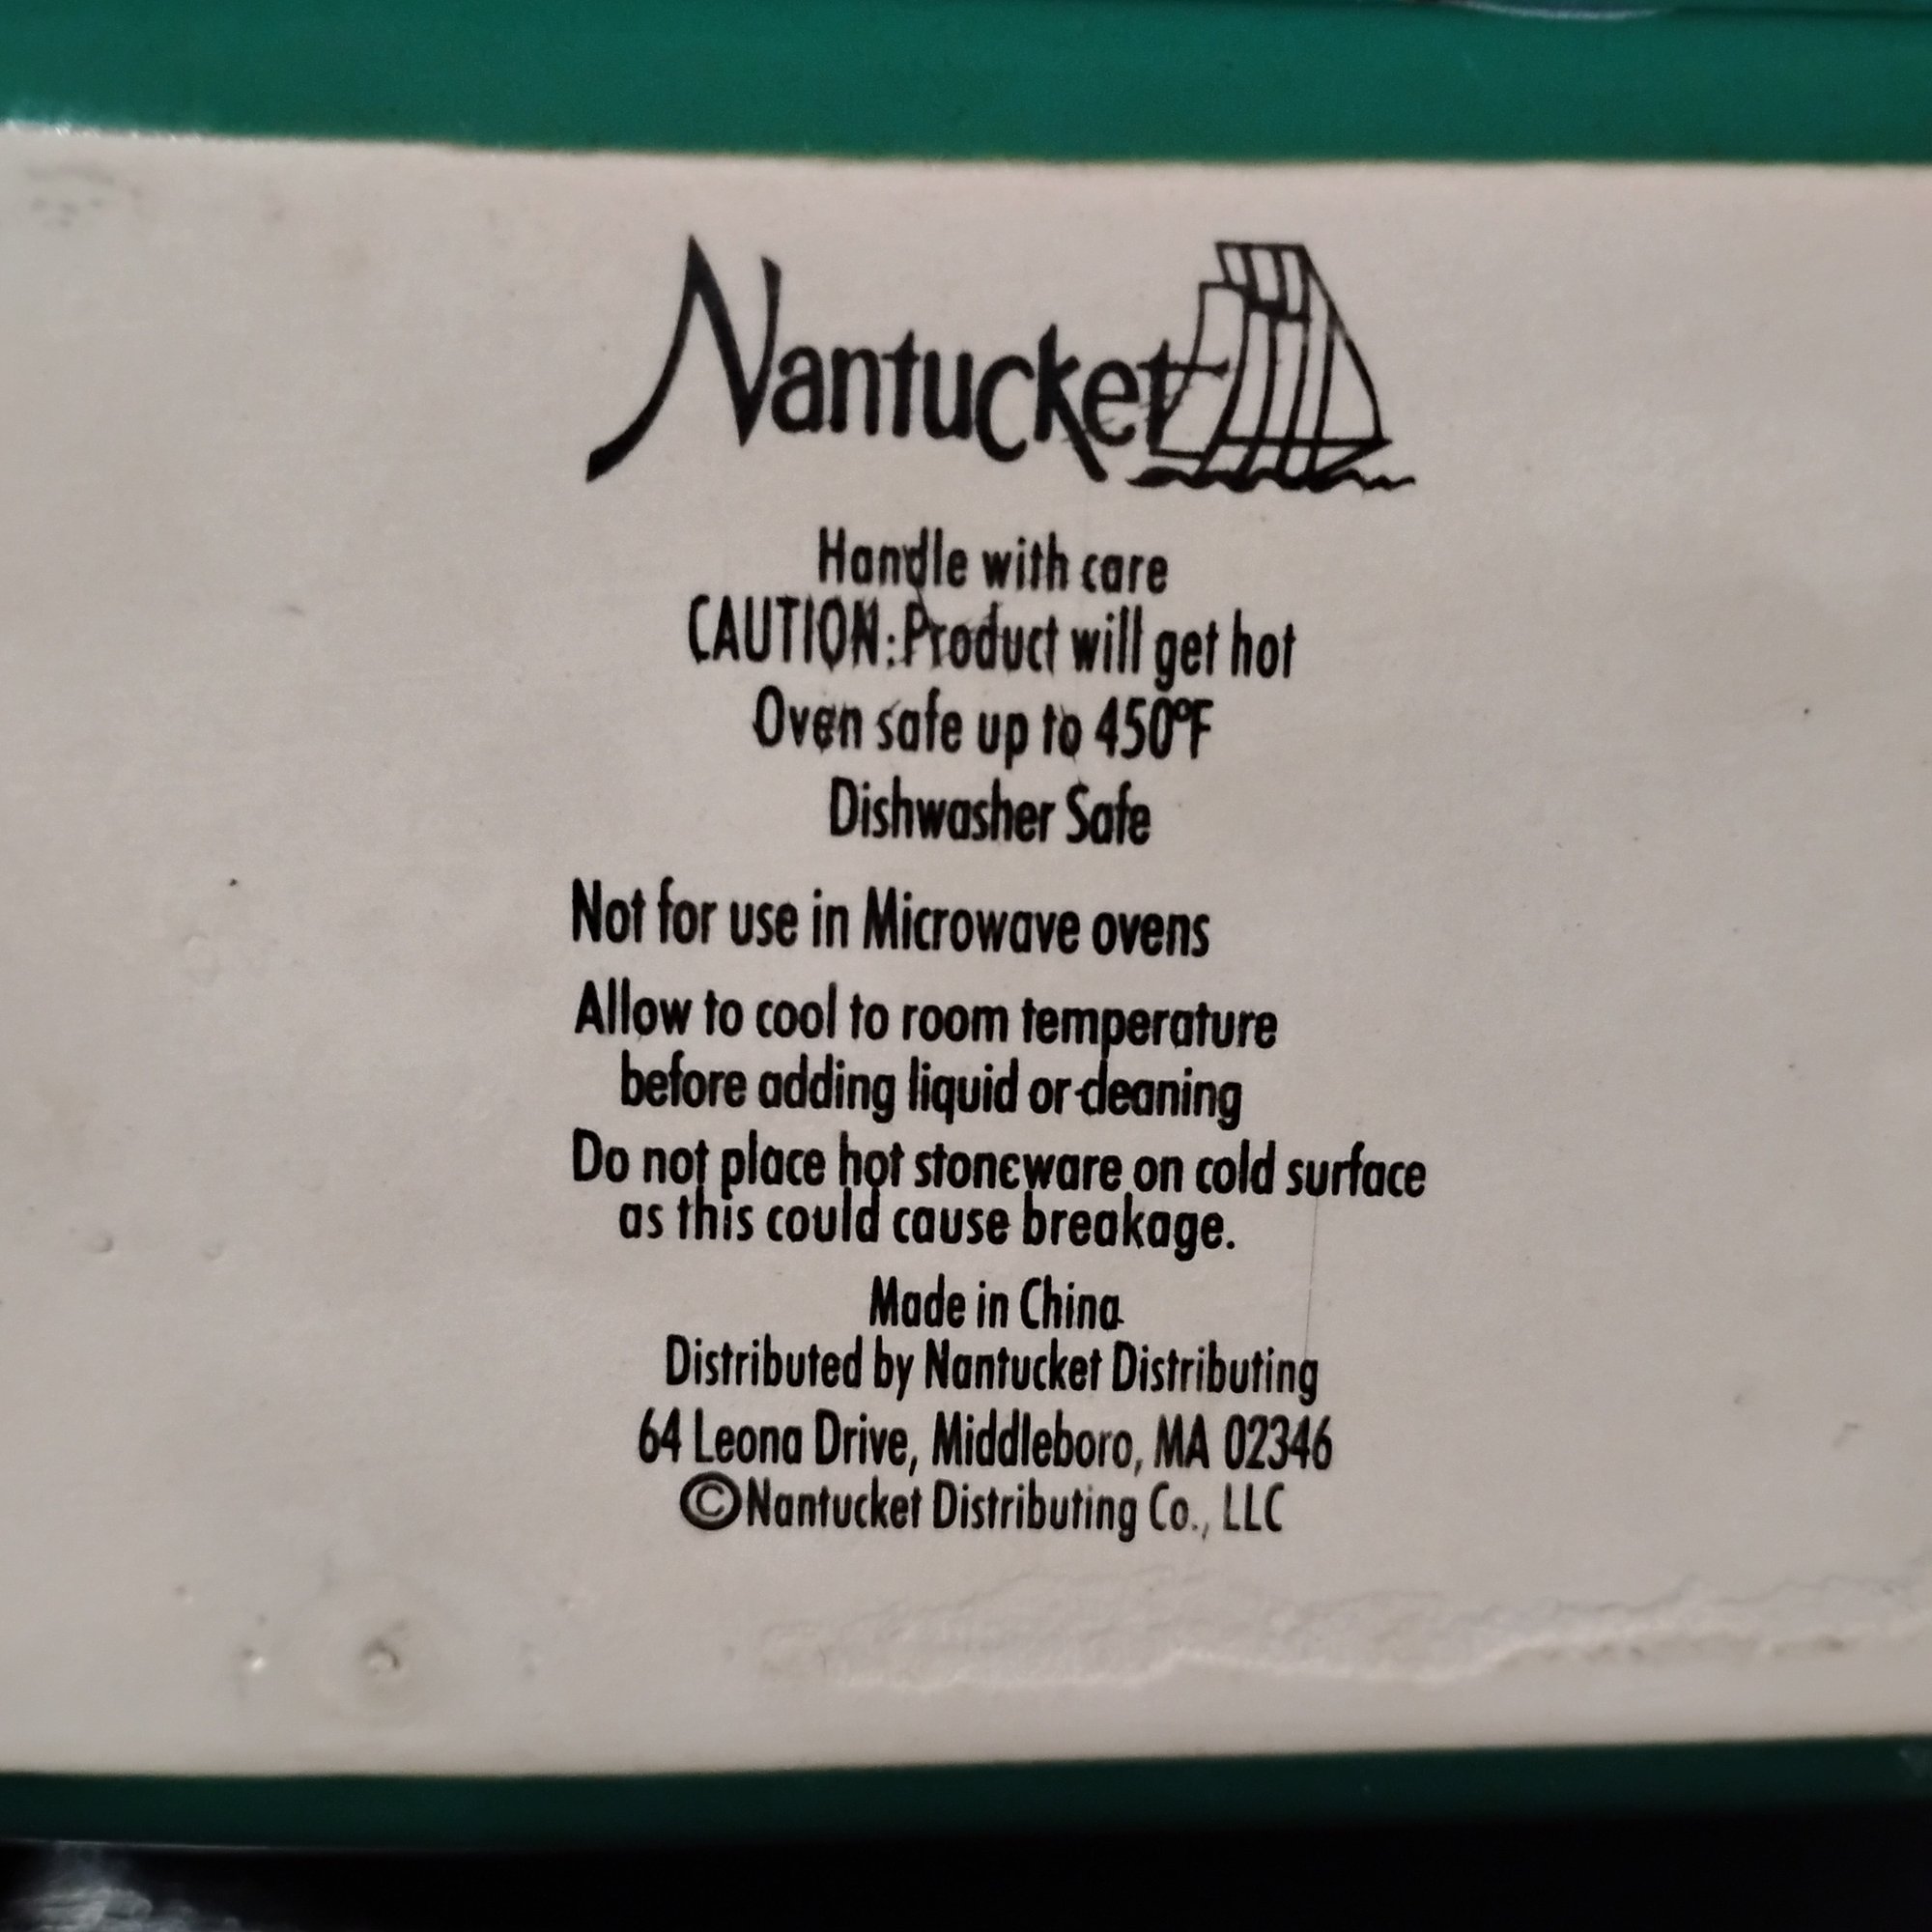 Nantucket
Handle with care
CAUTION: Product will get hot
Oven safe up to 450°F
Dishwasher Safe
Not for use in Microwave ovens
Allow to cool to room temperature
before adding liquid or cleaning
Do not place hot stoneware on cold surface
as this could cause breakage.
Made in China
Distributed by Nantucket Distributing
64 Leona Drive, Middleboro, MA 02346
©Nantucket Distributing Co., LLC